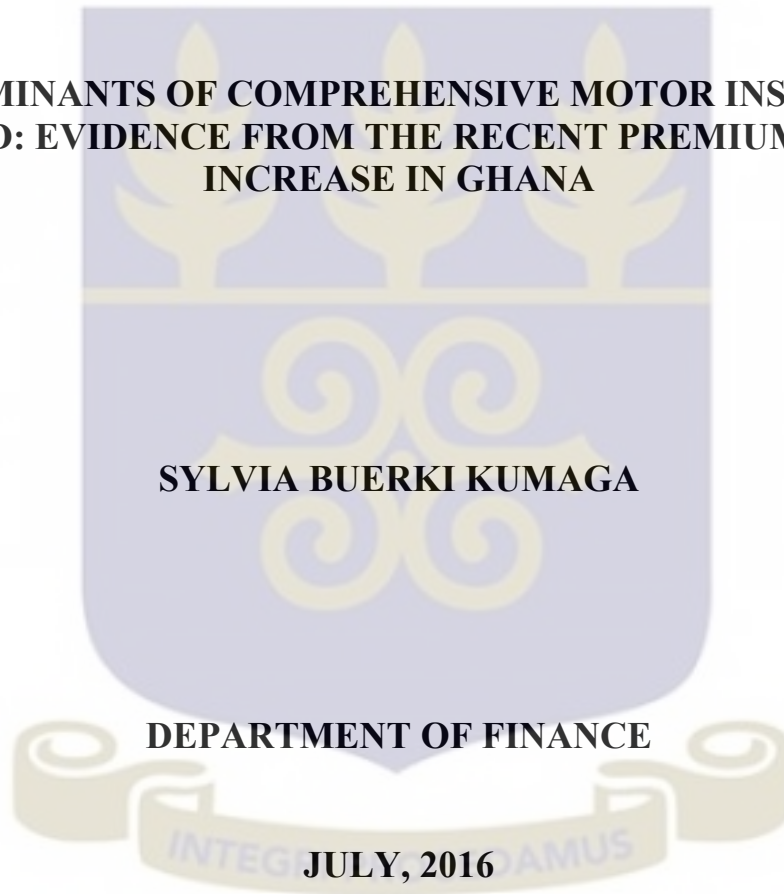 MINANTS OF COMPREHENSIVE MOTOR INS
D: EVIDENCE FROM THE RECENT PREMIUM
INCREASE IN GHANA
SYLVIA BUERKI KUMAGA
DEPARTMENT OF FINANCE
JULY, 2016